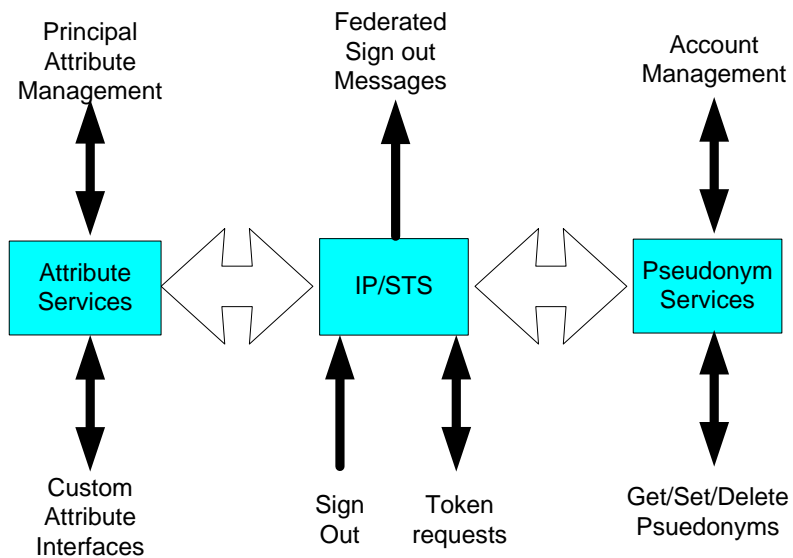 Principal
Attribute
Management
Federated
Sign out
Messages
Account
Management
Attribute
Services
IP/STS
Pseudonym
Services
Custom
Attribute
Interfaces
Sign
Out
Token
requests
Get/Set/Delete
Psuedonyms